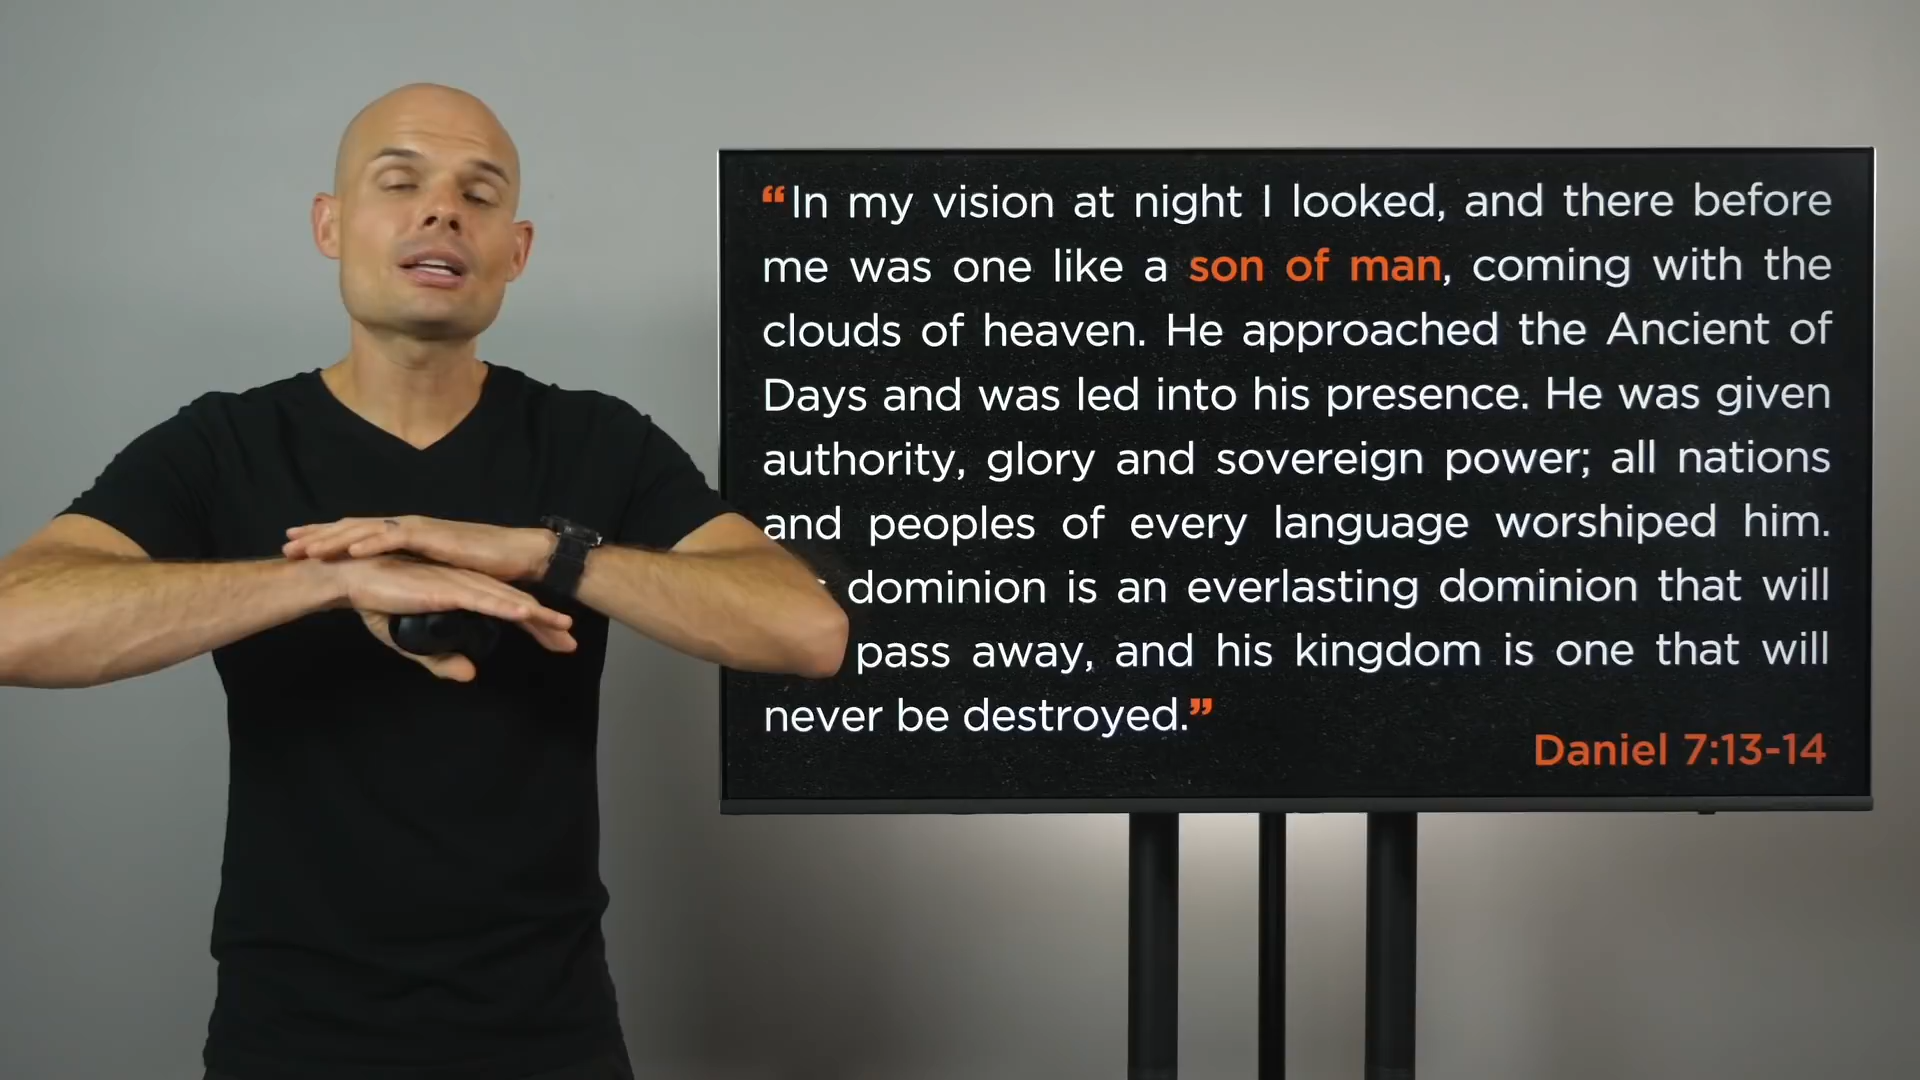 “In my vision at night I looked, and there before
me was one like a son of man, coming with the
clouds of heaven. He approached the Ancient of
Days and was led into his presence. He was given
authority, glory and sovereign power; all nations
and peoples of every language worshiped him.
dominion is an everlasting dominion that will
pass away, and his kingdom is one that will
never be destroyed.”
Daniel 7:13-14